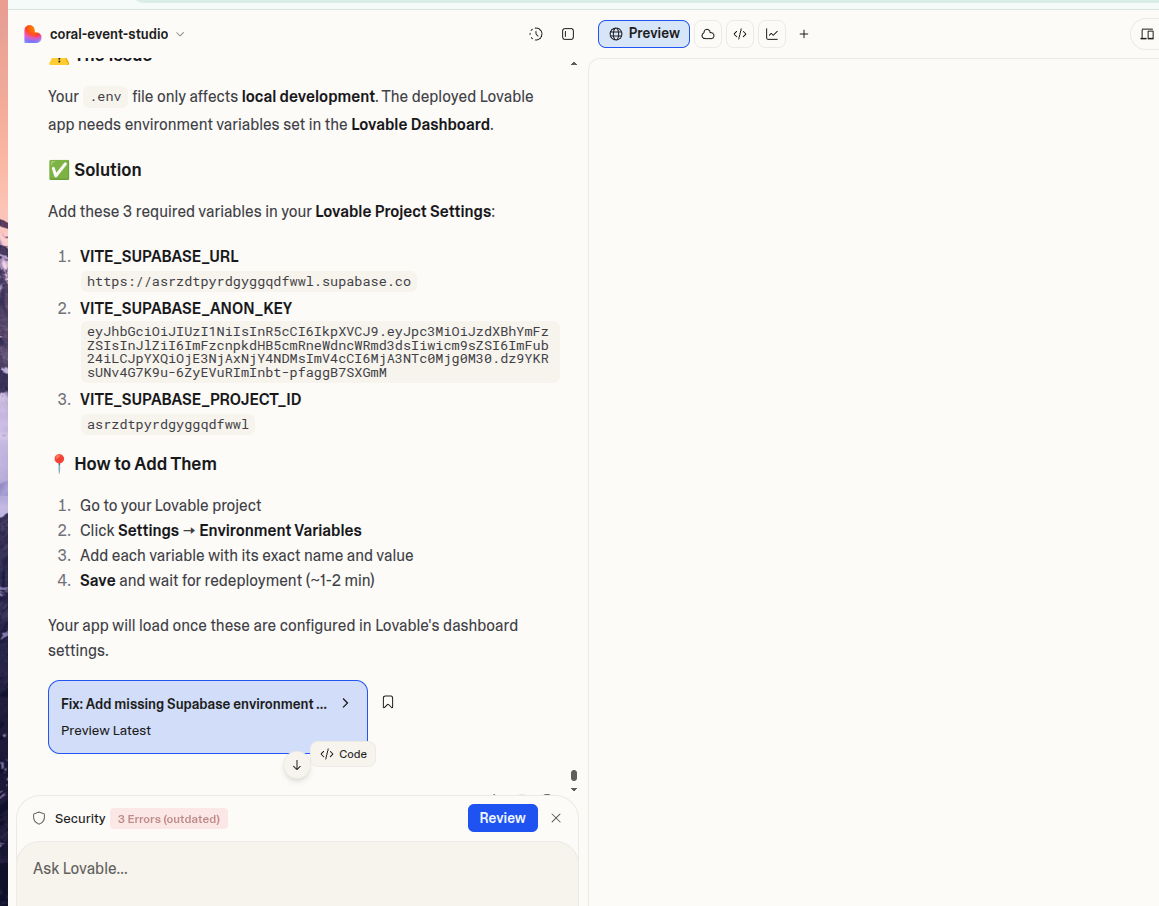 coral-event-studio
Preview
⚠️ The Issue
Your .env file only affects local development. The deployed Lovable
app needs environment variables set in the Lovable Dashboard.
✅ Solution
Add these 3 required variables in your Lovable Project Settings:
1. VITE_SUPABASE_URL
https://asrzdtpyrdgyggqdfwwl.supabase.co
2. VITE_SUPABASE_ANON_KEY
eyJhbGciOiJIUzI1NiIsInR5cCI6IkpXVCJ9.eyJpc3MiOiJzdXBhYmFz
ZSIsInJlZiI6ImFzcnpkdHB5cmRneWdncWRmd3dsIiwicm9sZSI6ImFub
24iLCJpYXQiOjE3NjAxNjY4NDMsImV4cCI6MjA3NTc0Mjg0M30.dz9YKR
sUNv4G7K9u-6ZyEVuRImInbt-pfaggB7SXGmM
3. VITE_SUPABASE_PROJECT_ID
asrzdtpyrdgyggqdfwwl
📍 How to Add Them
1. Go to your Lovable project
2. Click Settings → Environment Variables
3. Add each variable with its exact name and value
4. Save and wait for redeployment (~1-2 min)
Your app will load once these are configured in Lovable's dashboard
settings.
Fix: Add missing Supabase environment ...
Preview Latest
Code
Security 3 Errors (outdated)
Review
Ask Lovable...